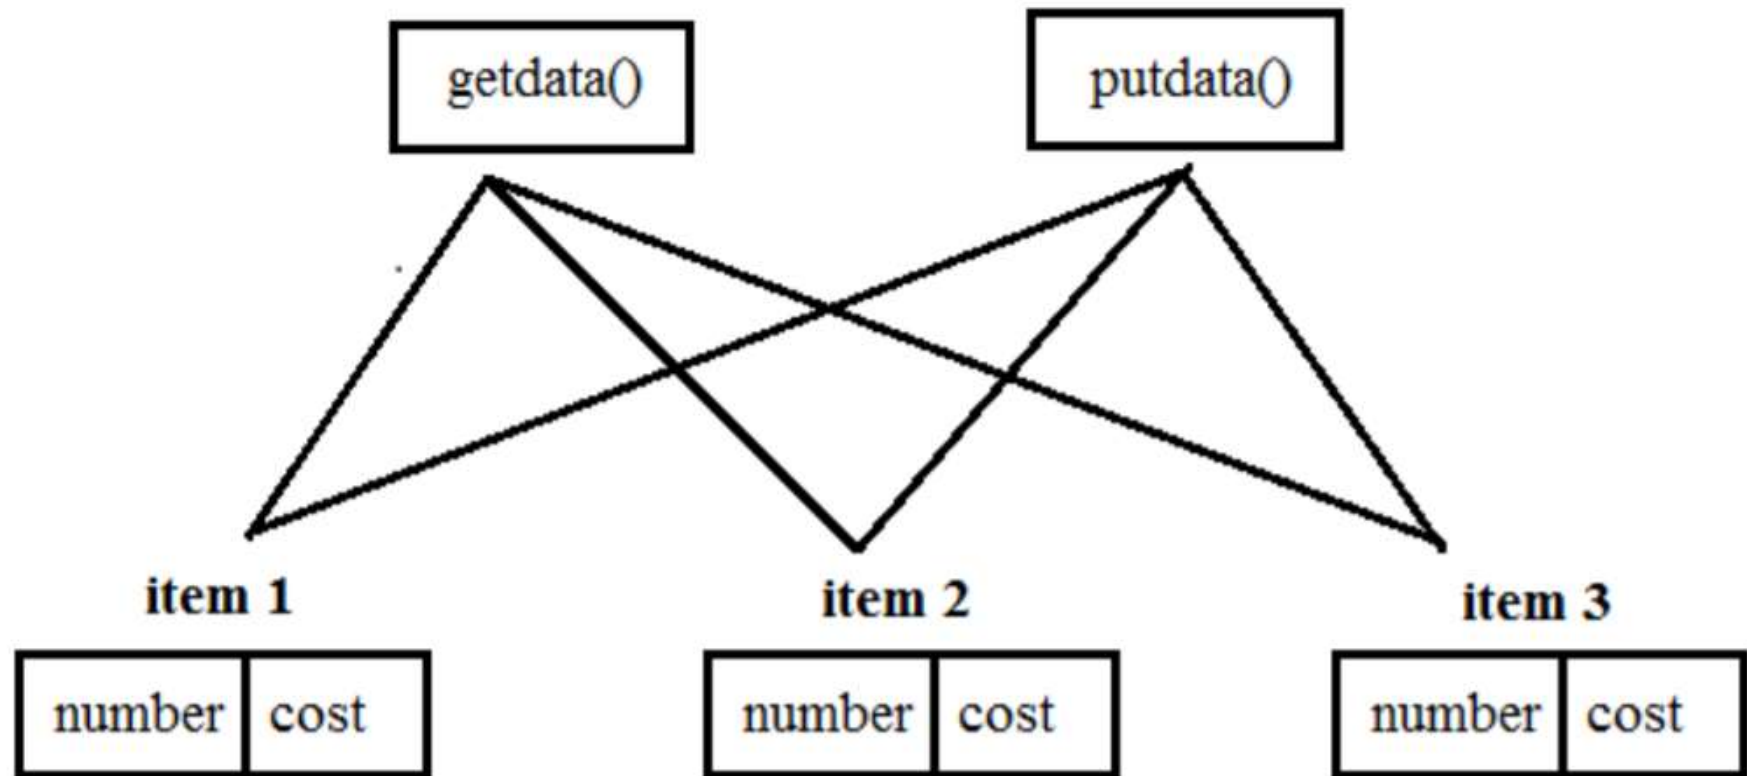 getdata() putdata()
item 1 item 2 item 3
number cost number cost number cost